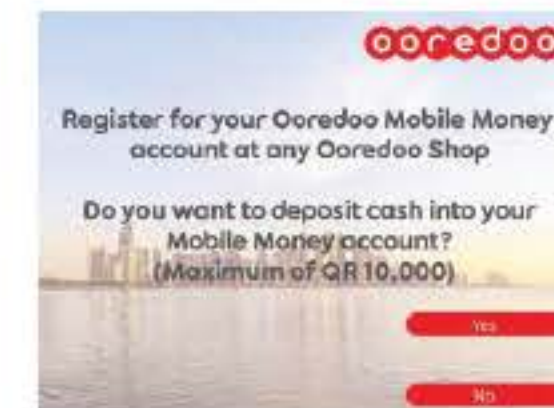 ooredoo
Register for your Ooredoo Mobile Money
account at any Ooredoo Shop
Do you want to deposit cash into your
Mobile Money account?
(Maximum of QR 10,000)
Yes
No